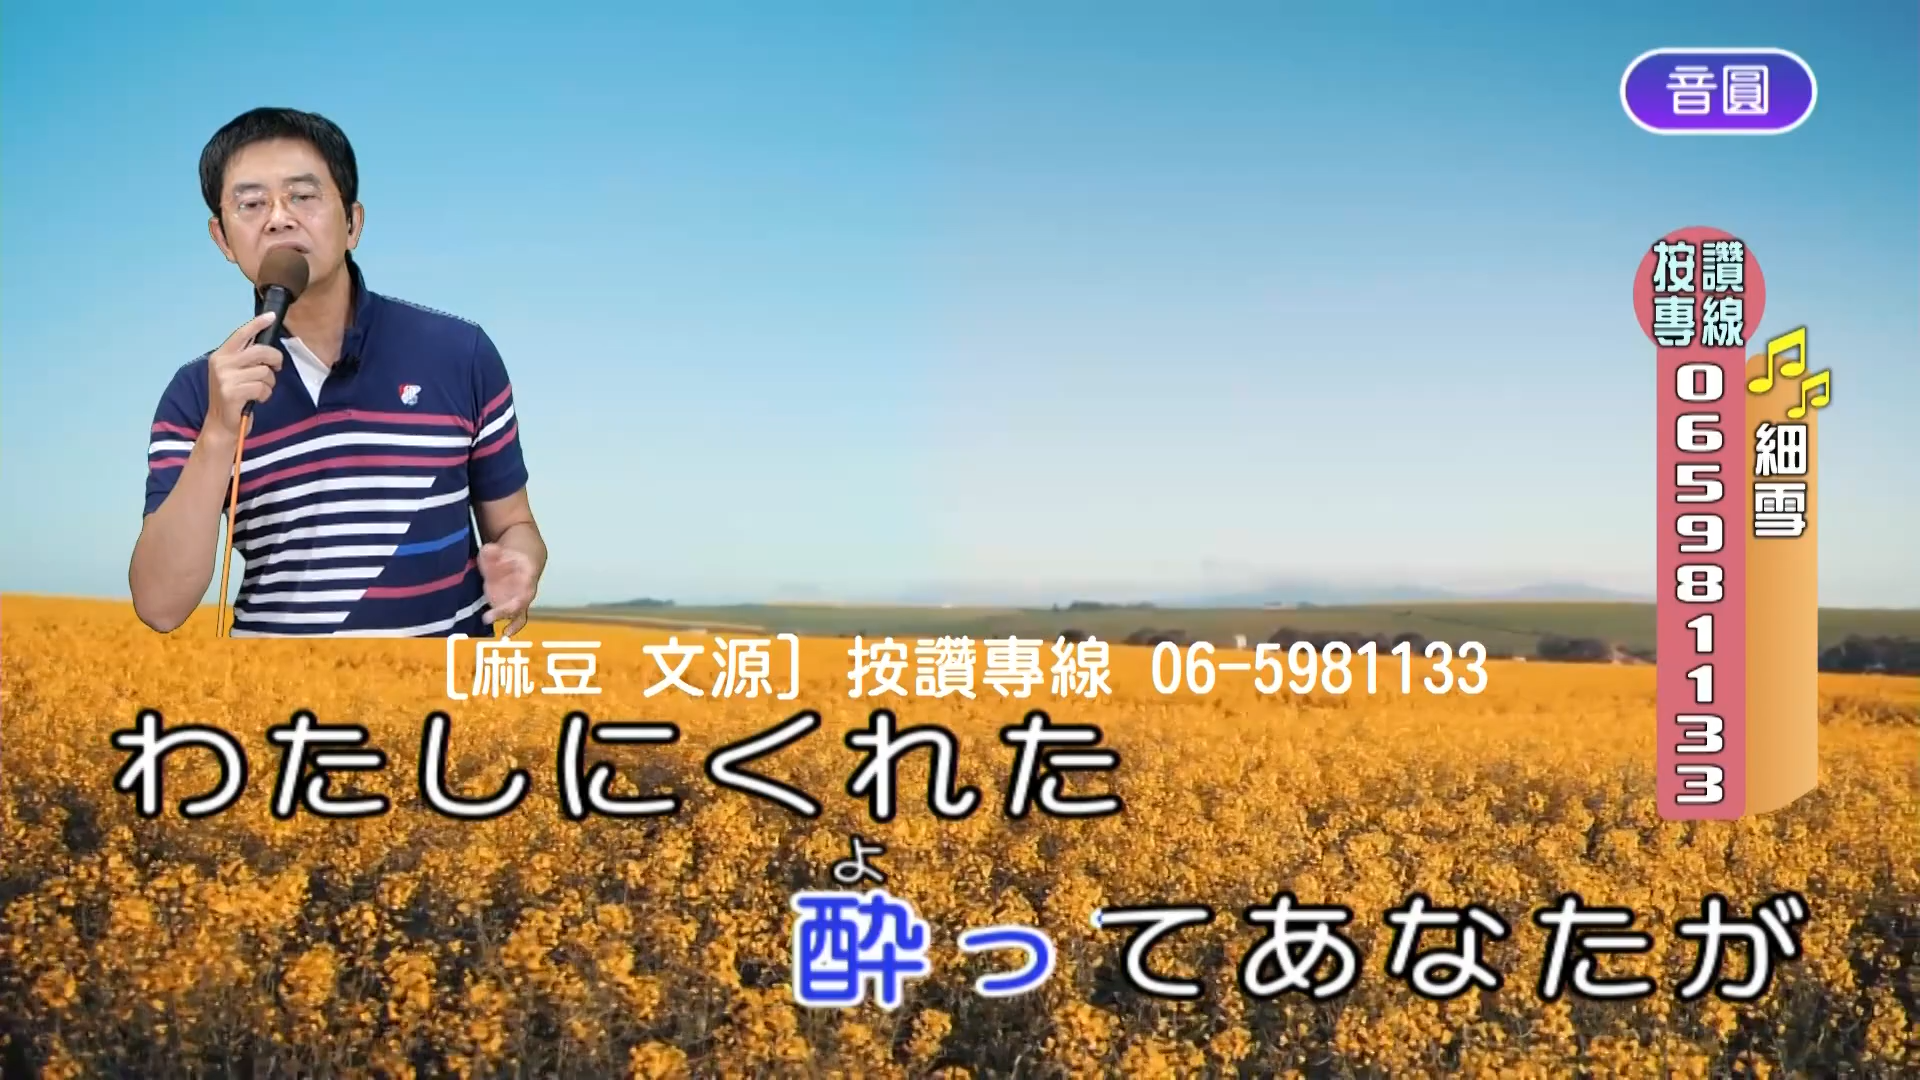 音圓
按讚
專線
065981133
細雪
[麻豆 文源] 按讚專線 06-5981133
わたしにくれた
よ
酔ってあなたが